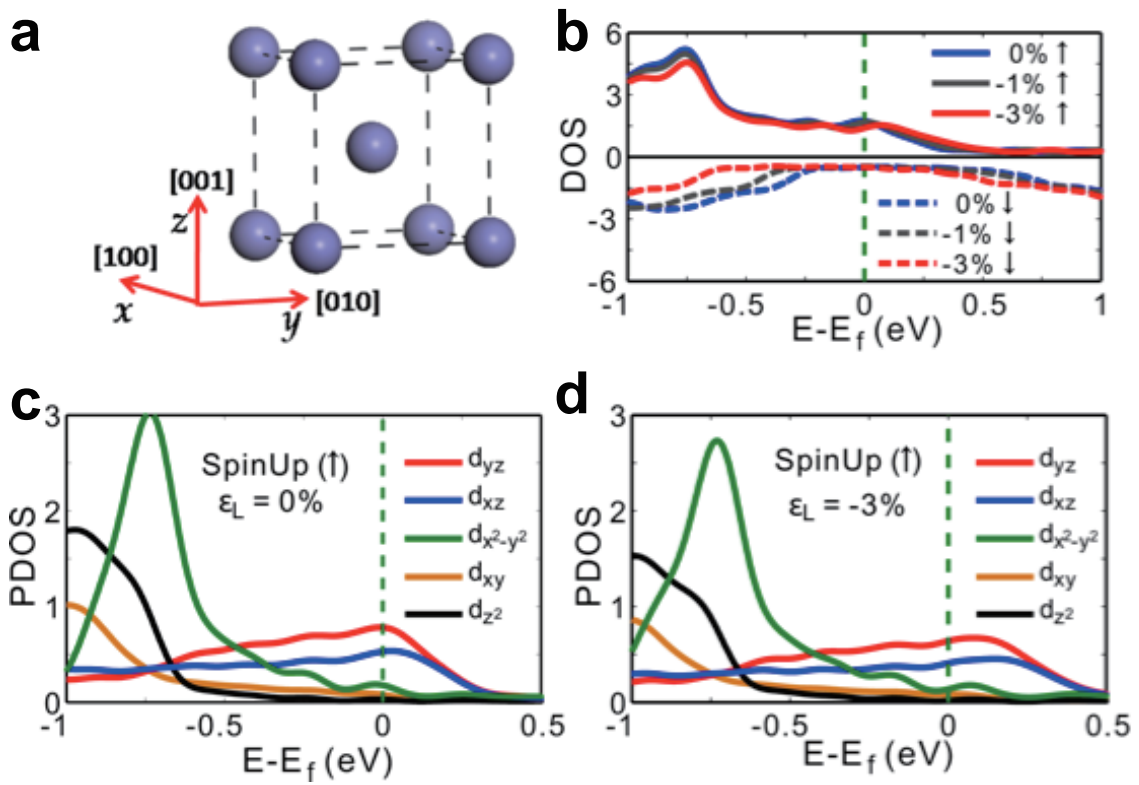 a
[001]
z
[100]
x
y
[010]
b
6
3
0
-3
-6
DOS
0% ↑
-1% ↑
-3% ↑
0% ↓
-1% ↓
-3% ↓
-1
-0.5
0
0.5
1
E-E_f (eV)
c
3
2
1
0
PDOS
SpinUp (↑)
ε_L = 0%
d_yz
d_xz
d_x²-y²
d_xy
d_z²
-1
-0.5
0
0.5
E-E_f (eV)
d
3
2
1
0
PDOS
SpinUp (↑)
ε_L = -3%
d_yz
d_xz
d_x²-y²
d_xy
d_z²
-1
-0.5
0
0.5
E-E_f (eV)